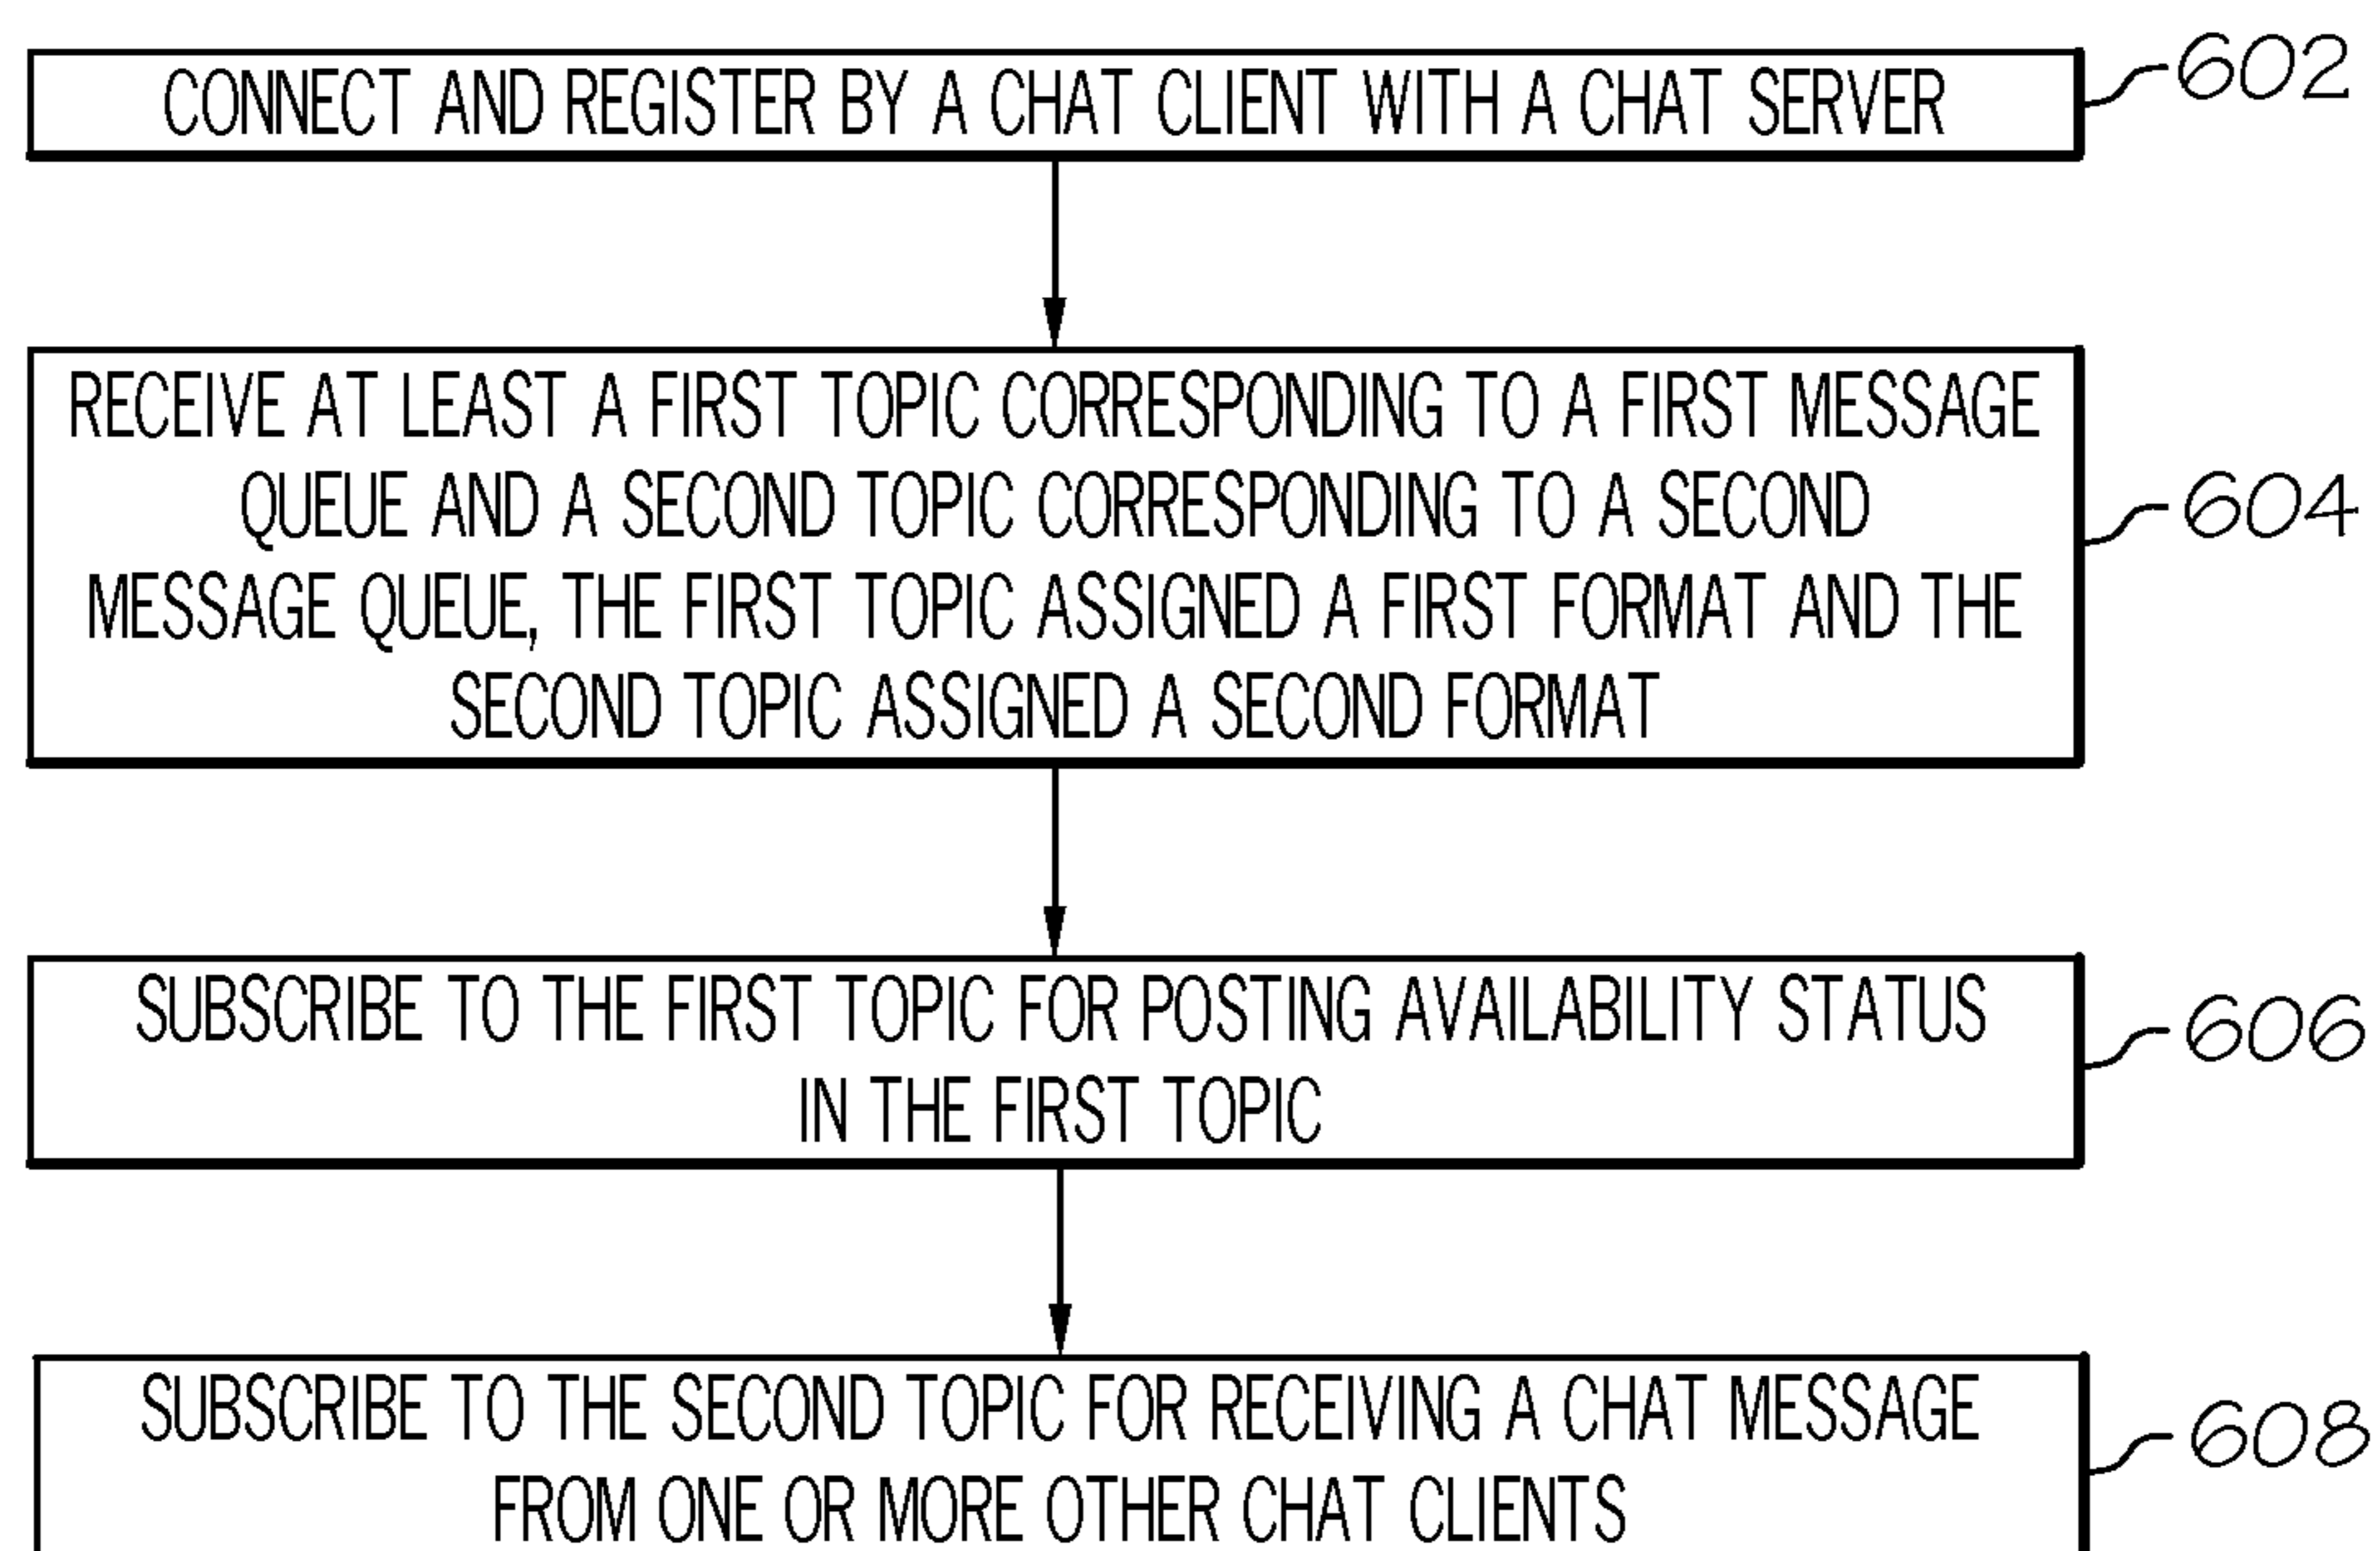 CONNECT AND REGISTER BY A CHAT CLIENT WITH A CHAT SERVER
602
RECEIVE AT LEAST A FIRST TOPIC CORRESPONDING TO A FIRST MESSAGE
QUEUE AND A SECOND TOPIC CORRESPONDING TO A SECOND
MESSAGE QUEUE, THE FIRST TOPIC ASSIGNED A FIRST FORMAT AND THE
SECOND TOPIC ASSIGNED A SECOND FORMAT
604
SUBSCRIBE TO THE FIRST TOPIC FOR POSTING AVAILABILITY STATUS
IN THE FIRST TOPIC
606
SUBSCRIBE TO THE SECOND TOPIC FOR RECEIVING A CHAT MESSAGE
FROM ONE OR MORE OTHER CHAT CLIENTS
608